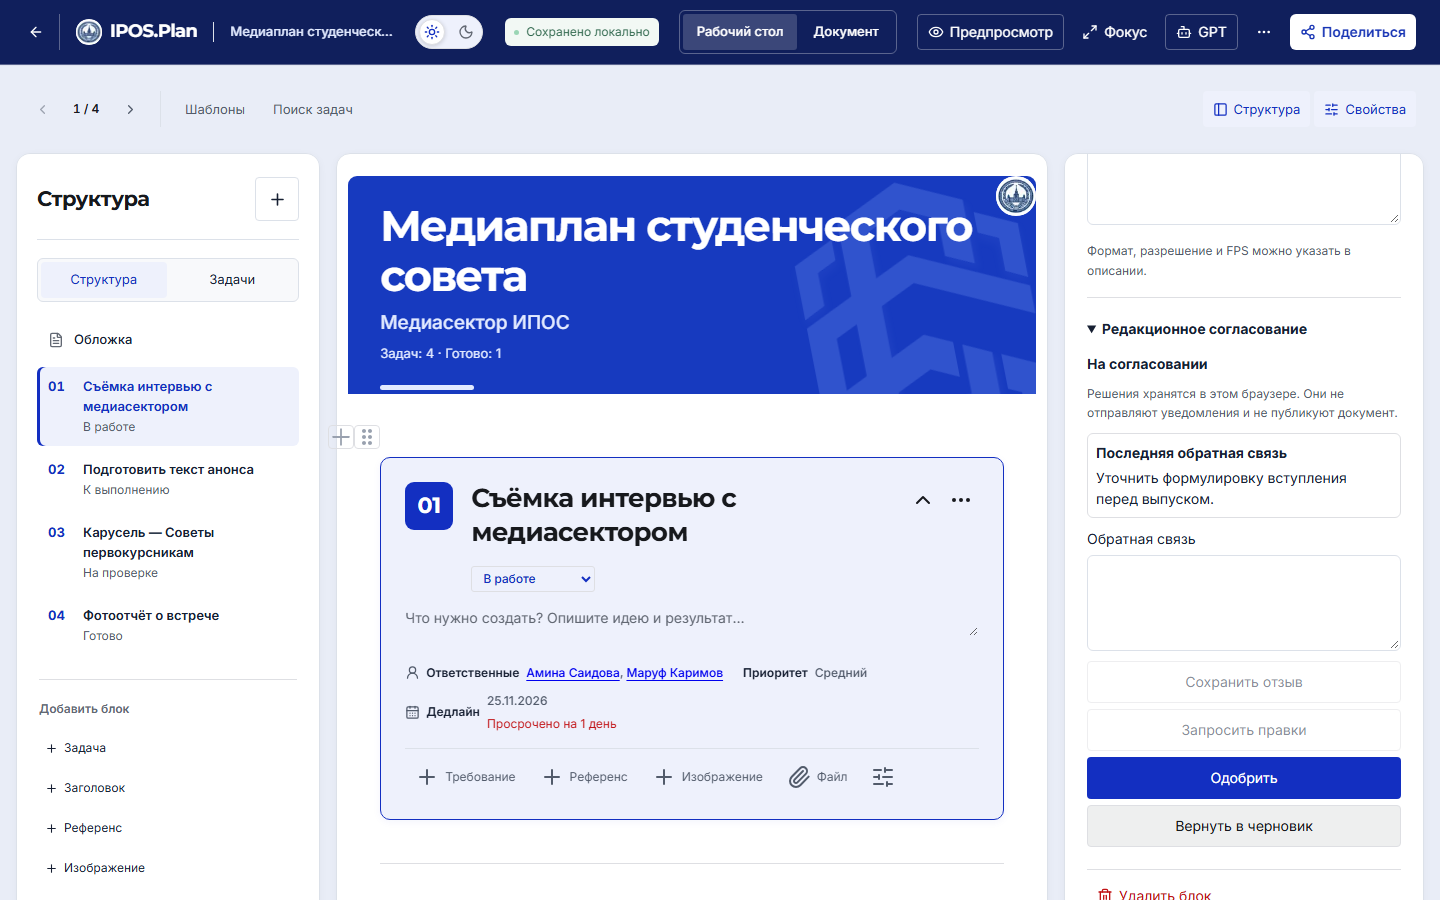 IPOS.Plan
Медиаплан студенческ...
Сохранено локально
Рабочий стол
Документ
Предпросмотр
Фокус
GPT
Поделиться
1 / 4
Шаблоны
Поиск задач
Структура
Свойства
Структура
Структура
Задачи
Обложка
01
Съёмка интервью с
медиасектором
В работе
02
Подготовить текст анонса
К выполнению
03
Карусель — Советы
первокурсникам
На проверке
04
Фотоотчёт о встрече
Готово
Добавить блок
Задача
Заголовок
Референс
Изображение
Медиаплан студенческого
совета
Медиасектор ИПОС
Задач: 4 · Готово: 1
01
Съёмка интервью с
медиасектором
В работе
Что нужно создать? Опишите идею и результат...
Ответственные Амина Саидова, Маруф Каримов Приоритет Средний
Дедлайн
25.11.2026
Просрочено на 1 день
Требование
Референс
Изображение
Файл
Формат, разрешение и FPS можно указать в
описании.
Редакционное согласование
На согласовании
Решения хранятся в этом браузере. Они не
отправляют уведомления и не публикуют документ.
Последняя обратная связь
Уточнить формулировку вступления
перед выпуском.
Обратная связь
Сохранить отзыв
Запросить правки
Одобрить
Вернуть в черновик
Удалить блок